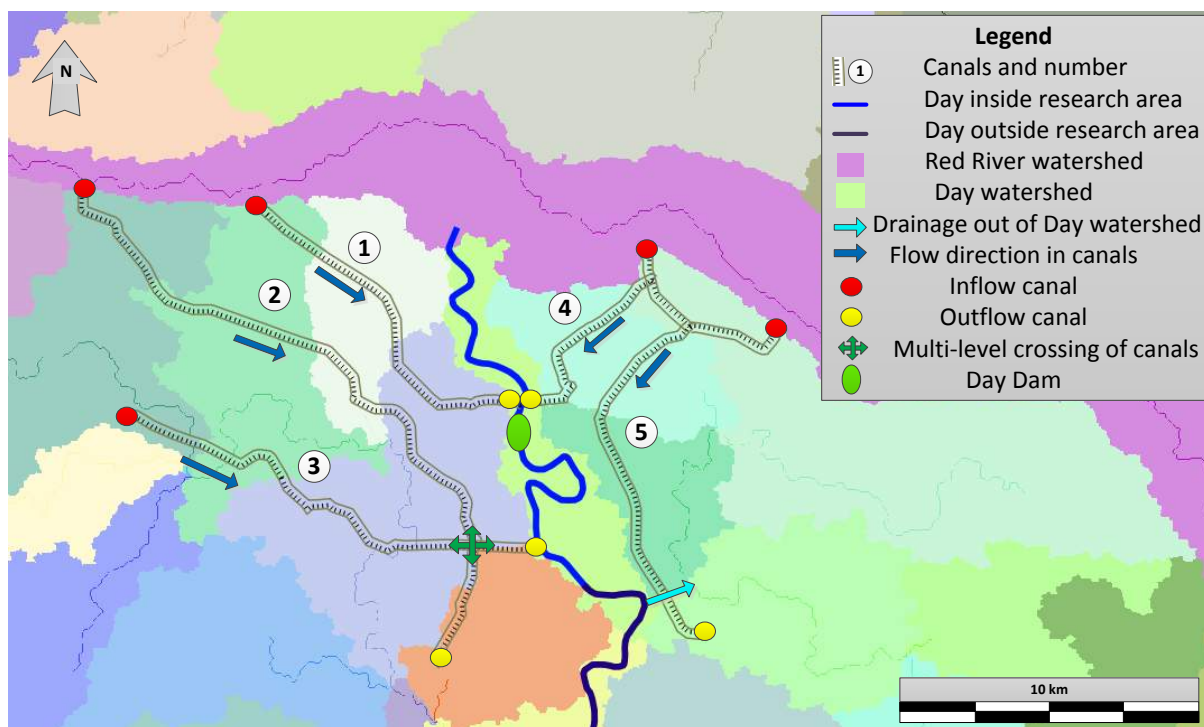 N
Legend
1 Canals and number
Day inside research area
Day outside research area
Red River watershed
Day watershed
Drainage out of Day watershed
Flow direction in canals
Inflow canal
Outflow canal
Multi-level crossing of canals
Day Dam
1
2
4
5
3
10 km